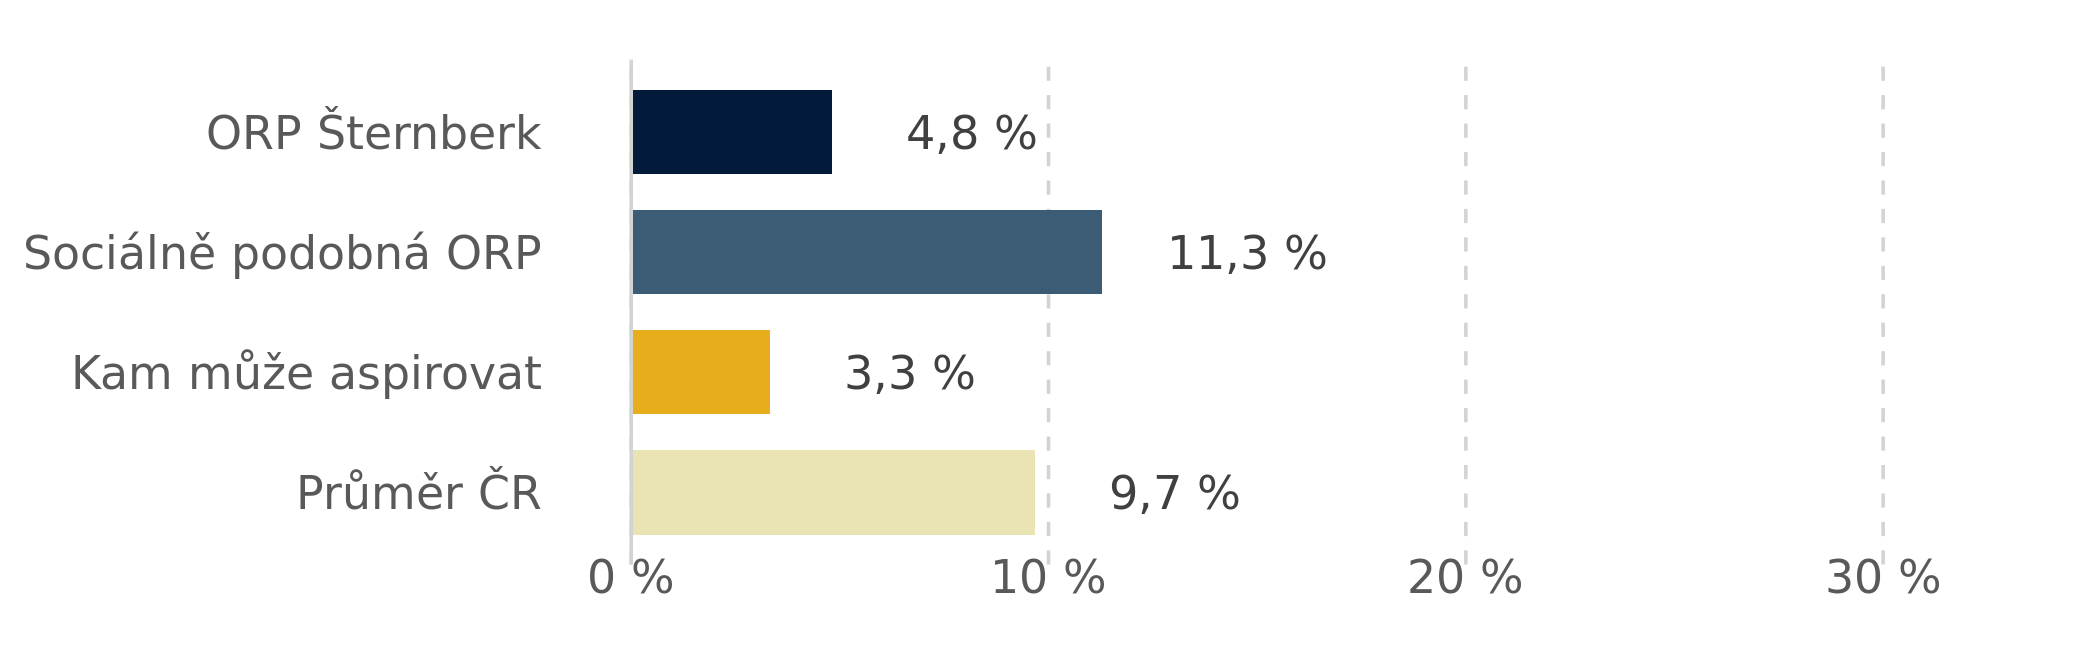 ORP Šternberk 4,8 %
Sociálně podobná ORP 11,3 %
Kam může aspirovat 3,3 %
Průměr ČR 9,7 %
0 % 10 % 20 % 30 %